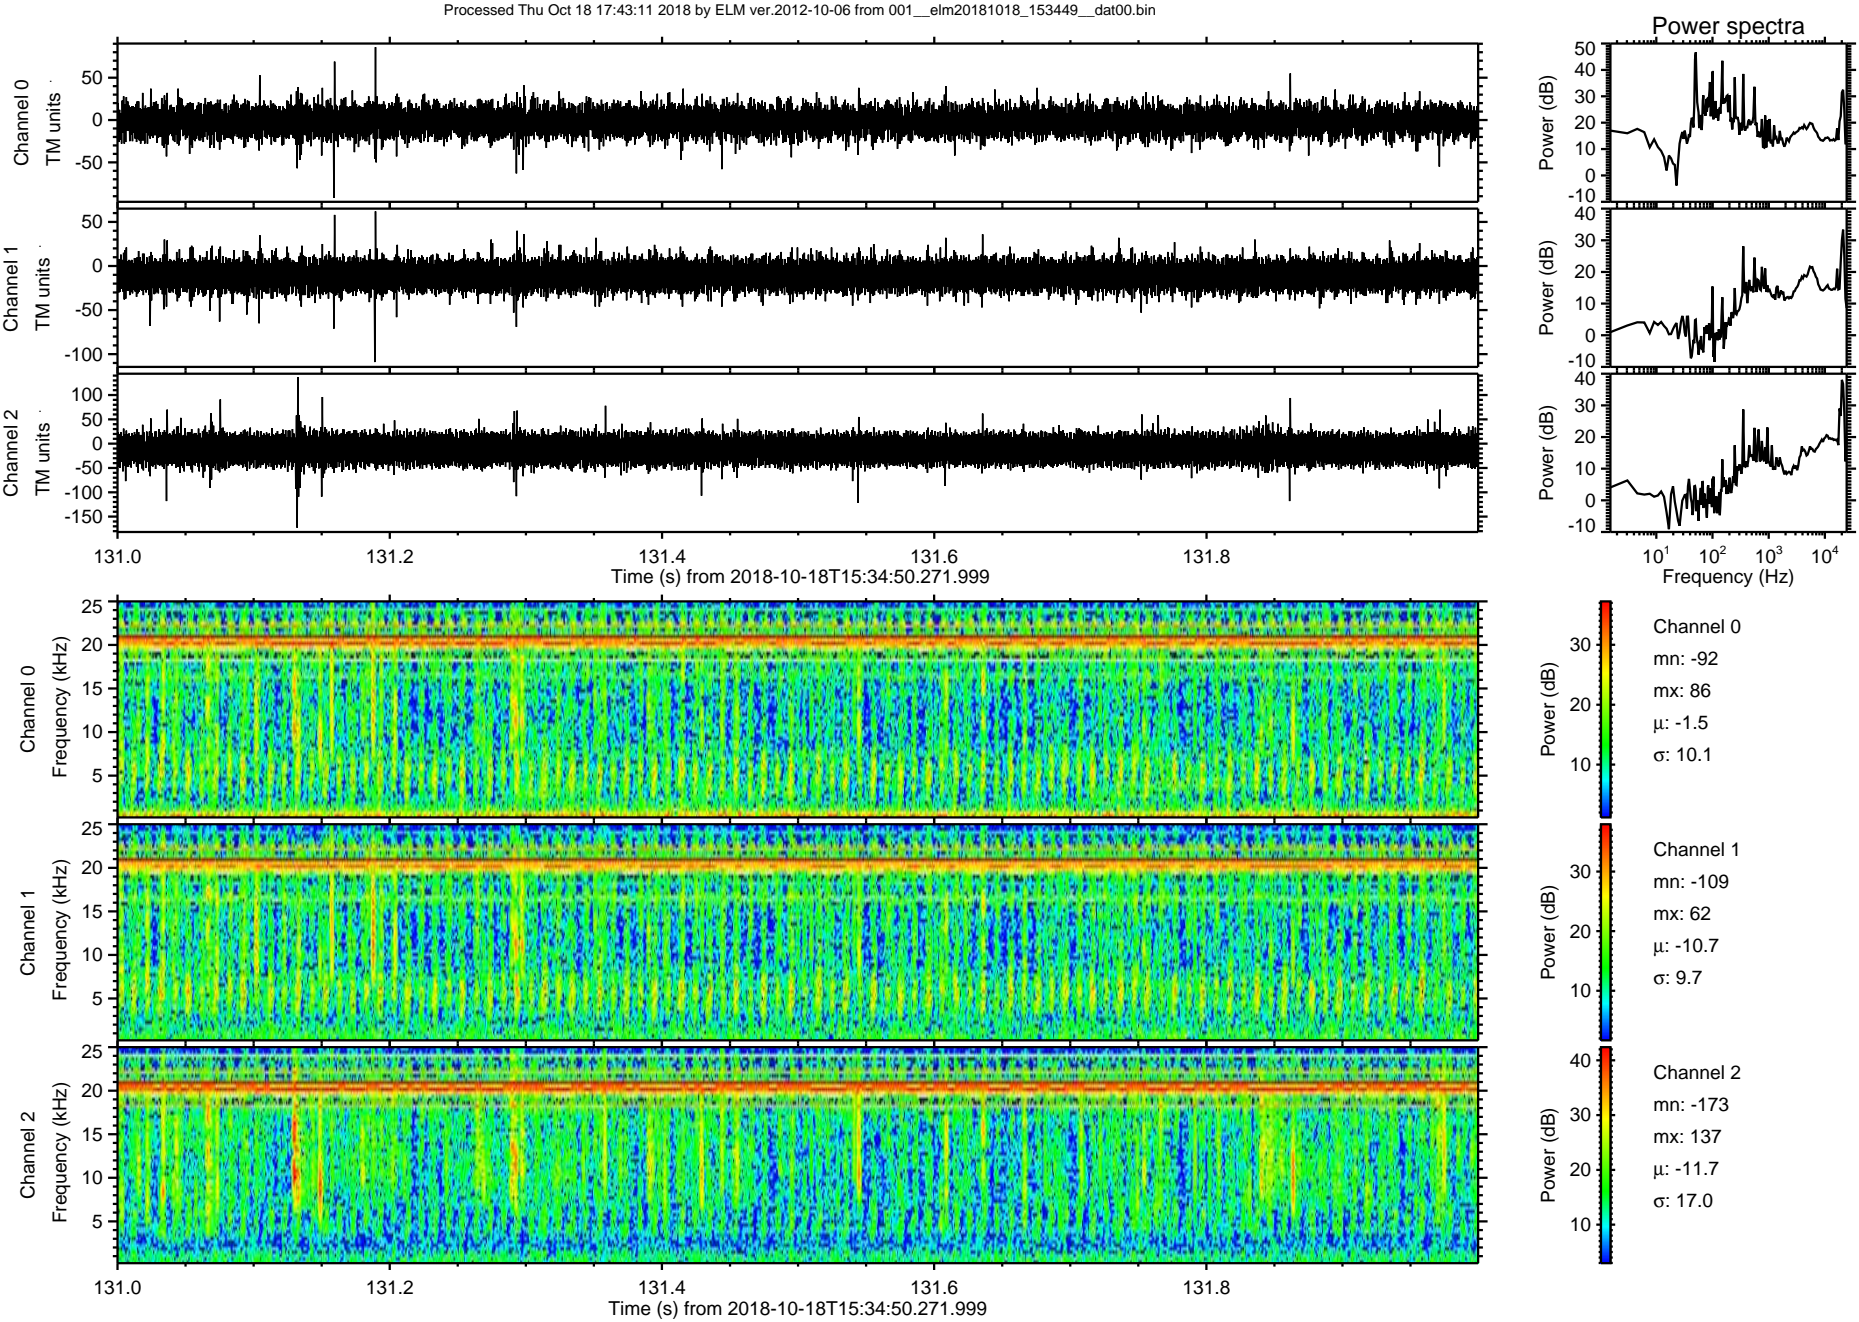 Processed Thu Oct 18 17:43:11 2018 by ELM ver.2012-10-06 from 001__elm20181018_153449__dat00.bin
Power spectra
Channel 0
TM units
50
0
-50
Power (dB)
50
40
30
20
10
0
-10
Channel 1
TM units
50
0
-50
-100
Power (dB)
40
30
20
10
0
-10
Channel 2
TM units
100
50
0
-50
-100
-150
Power (dB)
40
30
20
10
0
-10
131.0 131.2 131.4 131.6 131.8
Time (s) from 2018-10-18T15:34:50.271.999
10¹ 10² 10³ 10⁴
Frequency (Hz)
Channel 0
Frequency (kHz)
25
20
15
10
5
Power (dB)
30
20
10
Channel 0
mn: -92
mx: 86
μ: -1.5
σ: 10.1
Channel 1
Frequency (kHz)
25
20
15
10
5
Power (dB)
30
20
10
Channel 1
mn: -109
mx: 62
μ: -10.7
σ: 9.7
Channel 2
Frequency (kHz)
25
20
15
10
5
Power (dB)
40
30
20
10
Channel 2
mn: -173
mx: 137
μ: -11.7
σ: 17.0
131.0 131.2 131.4 131.6 131.8
Time (s) from 2018-10-18T15:34:50.271.999